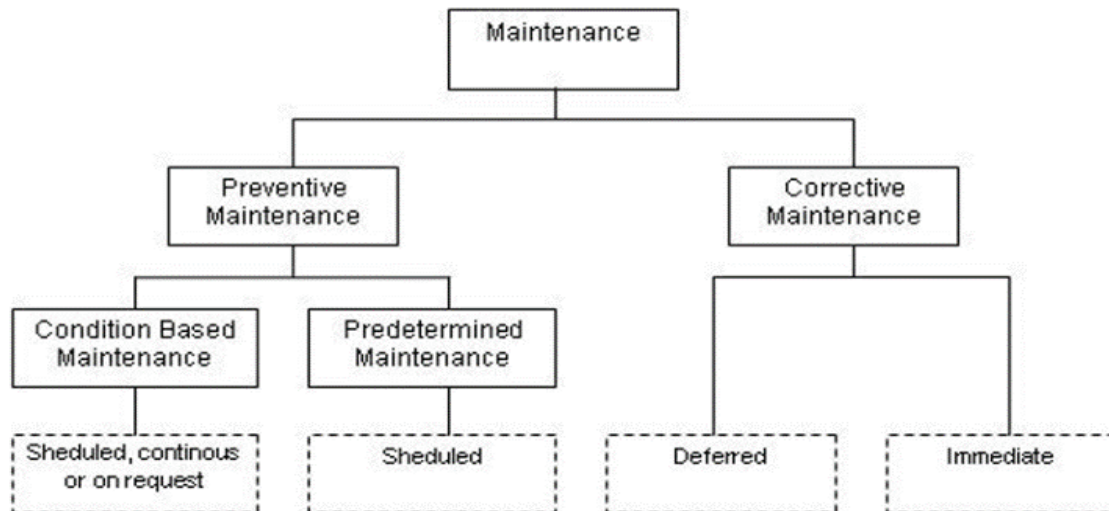 Maintenance
Preventive
Maintenance
Corrective
Maintenance
Condition Based
Maintenance
Predetermined
Maintenance
Sheduled, continous
or on request
Sheduled
Deferred
Immediate